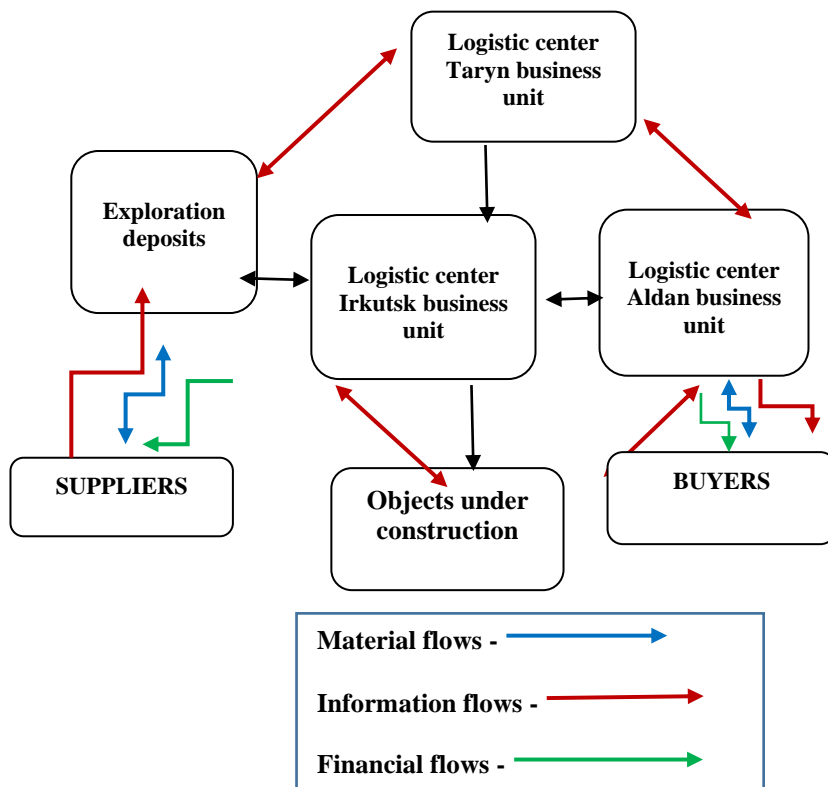 Logistic center
Taryn business
unit
Exploration
deposits
Logistic center
Irkutsk business
unit
Logistic center
Aldan business
unit
SUPPLIERS
Objects under
construction
BUYERS
Material flows -
Information flows -
Financial flows -